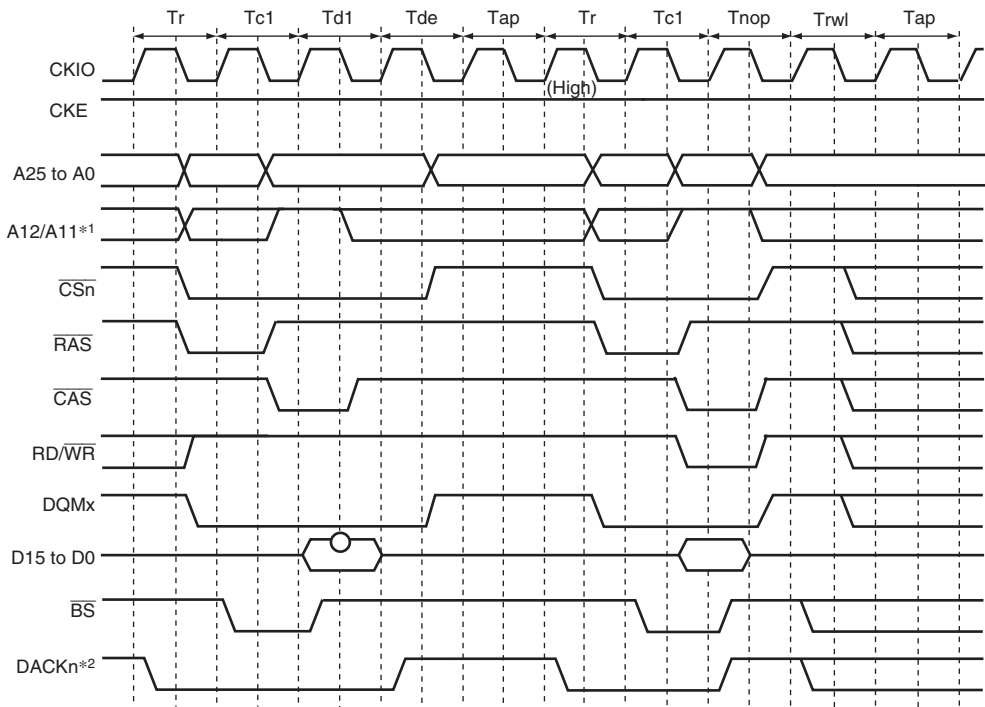 Tr Tc1 Td1 Tde Tap Tr Tc1 Tnop Trwl Tap
CKIO
(High)
CKE
A25 to A0
A12/A11*1
CSn
RAS
CAS
RD/WR
DQMx
D15 to D0
BS
DACKn*2